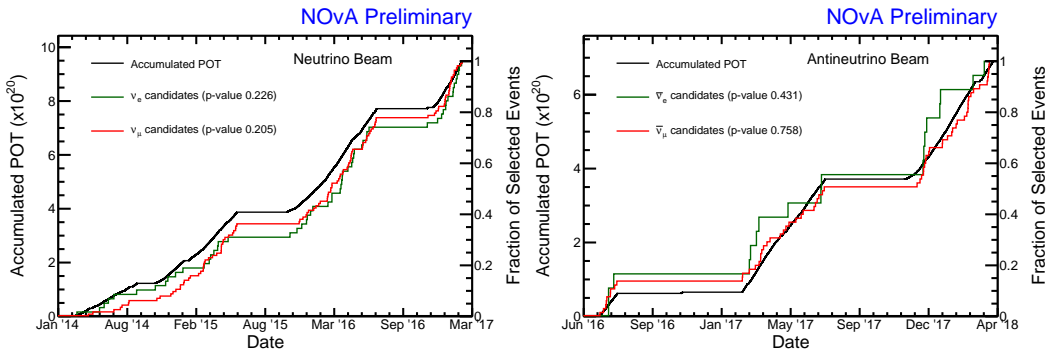 NOvA Preliminary
Accumulated POT (x10²⁰)
10
8
6
4
2
0
Accumulated POT
νₑ candidates (p-value 0.226)
ν_μ candidates (p-value 0.205)
Neutrino Beam
1
0.8
0.6
0.4
0.2
0
Fraction of Selected Events
Jan '14 Aug '14 Feb '15 Aug '15 Mar '16 Sep '16 Mar '17
Date
NOvA Preliminary
Accumulated POT (x10²⁰)
6
4
2
0
Accumulated POT
ν̅ₑ candidates (p-value 0.431)
ν̅_μ candidates (p-value 0.758)
Antineutrino Beam
1
0.8
0.6
0.4
0.2
0
Fraction of Selected Events
Jun '16 Sep '16 Jan '17 May '17 Sep '17 Dec '17 Apr '18
Date